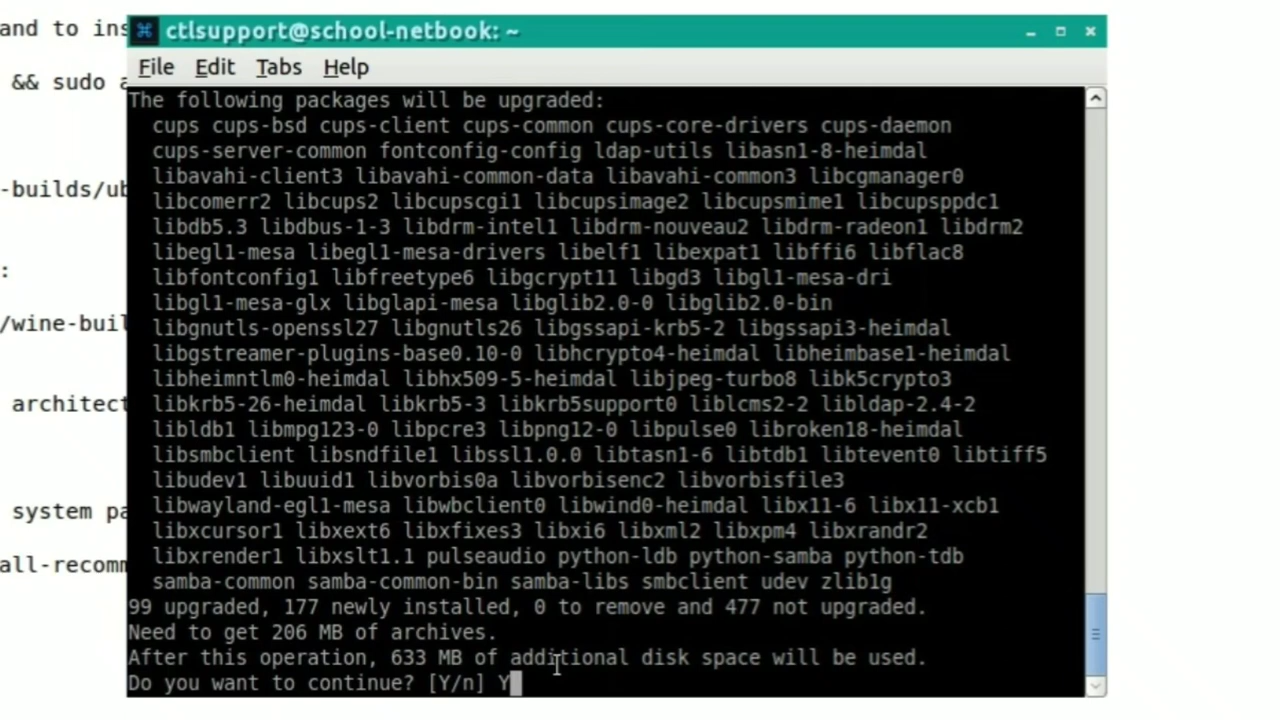 and to ins
&& sudo a
-builds/ub
:
/wine-buil
architect
system pa
all-recomm
ctlsupport@school-netbook: ~
File Edit Tabs Help
The following packages will be upgraded:
cups cups-bsd cups-client cups-common cups-core-drivers cups-daemon
cups-server-common fontconfig-config ldap-utils libasn1-8-heimdal
libavahi-client3 libavahi-common-data libavahi-common3 libcgmanager0
libcomerr2 libcups2 libcupscgi1 libcupsimage2 libcupsmime1 libcupsppdc1
libdb5.3 libdbus-1-3 libdrm-intel1 libdrm-nouveau2 libdrm-radeon1 libdrm2
libegl1-mesa libegl1-mesa-drivers libelf1 libexpat1 libffi6 libflac8
libfontconfig1 libfreetype6 libgcrypt11 libgd3 libgl1-mesa-dri
libgl1-mesa-glx libglapi-mesa libglib2.0-0 libglib2.0-bin
libgnutls-openssl27 libgnutls26 libgssapi-krb5-2 libgssapi3-heimdal
libgstreamer-plugins-base0.10-0 libhcrypto4-heimdal libheimbase1-heimdal
libheimntlm0-heimdal libhx509-5-heimdal libjpeg-turbo8 libk5crypto3
libkrb5-26-heimdal libkrb5-3 libkrb5support0 liblcms2-2 libldap-2.4-2
libldb1 libmpg123-0 libpcre3 libpng12-0 libpulse0 libroken18-heimdal
libsmbclient libsndfile1 libssl1.0.0 libtasn1-6 libtdb1 libtevent0 libtiff5
libudev1 libuuid1 libvorbis0a libvorbisenc2 libvorbisfile3
libwayland-egl1-mesa libwbclient0 libwind0-heimdal libx11-6 libx11-xcb1
libxcursor1 libxext6 libxfixes3 libxi6 libxml2 libxpm4 libxrandr2
libxrender1 libxslt1.1 pulseaudio python-ldb python-samba python-tdb
samba-common samba-common-bin samba-libs smbclient udev zlib1g
99 upgraded, 177 newly installed, 0 to remove and 477 not upgraded.
Need to get 206 MB of archives.
After this operation, 633 MB of additional disk space will be used.
Do you want to continue? [Y/n] Y